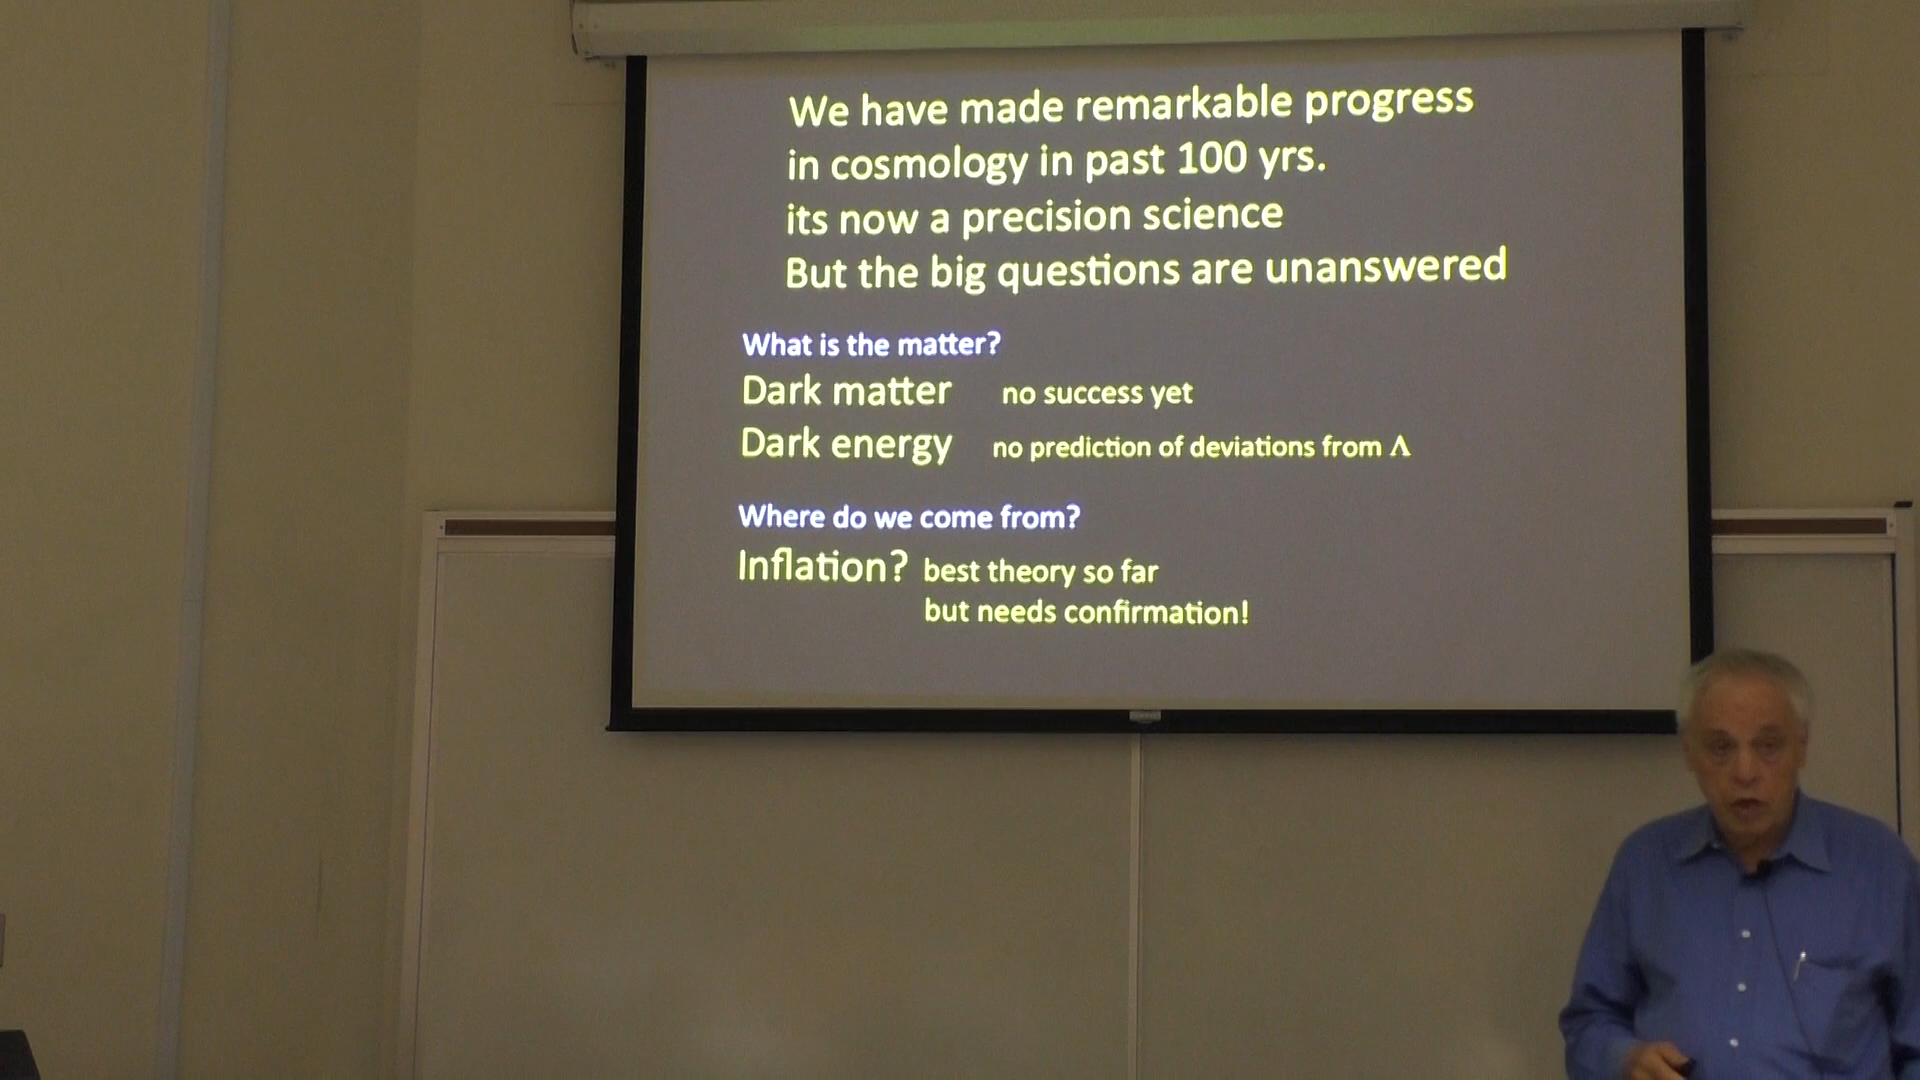 We have made remarkable progress
in cosmology in past 100 yrs.
its now a precision science
But the big questions are unanswered
What is the matter?
Dark matter no success yet
Dark energy no prediction of deviations from Λ
Where do we come from?
Inflation? best theory so far
but needs confirmation!